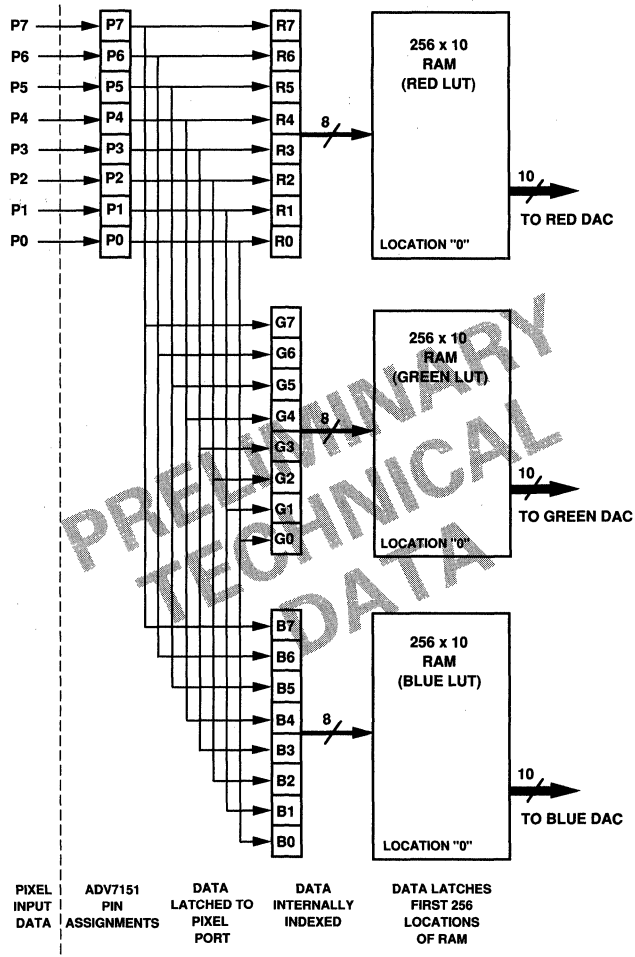 P7 P7 R7
P6 P6 R6
P5 P5 R5
P4 P4 R4
P3 P3 R3
P2 P2 R2
P1 P1 R1
P0 P0 R0
8
256 x 10
RAM
(RED LUT)
LOCATION "0"
10
TO RED DAC
G7
G6
G5
G4
G3
G2
G1
G0
8
256 x 10
RAM
(GREEN LUT)
LOCATION "0"
10
TO GREEN DAC
PRELIMINARY
TECHNICAL
DATA
B7
B6
B5
B4
B3
B2
B1
B0
8
256 x 10
RAM
(BLUE LUT)
LOCATION "0"
10
TO BLUE DAC
PIXEL
INPUT
DATA
ADV7151
PIN
ASSIGNMENTS
DATA
LATCHED TO
PIXEL
PORT
DATA
INTERNALLY
INDEXED
DATA LATCHES
FIRST 256
LOCATIONS
OF RAM